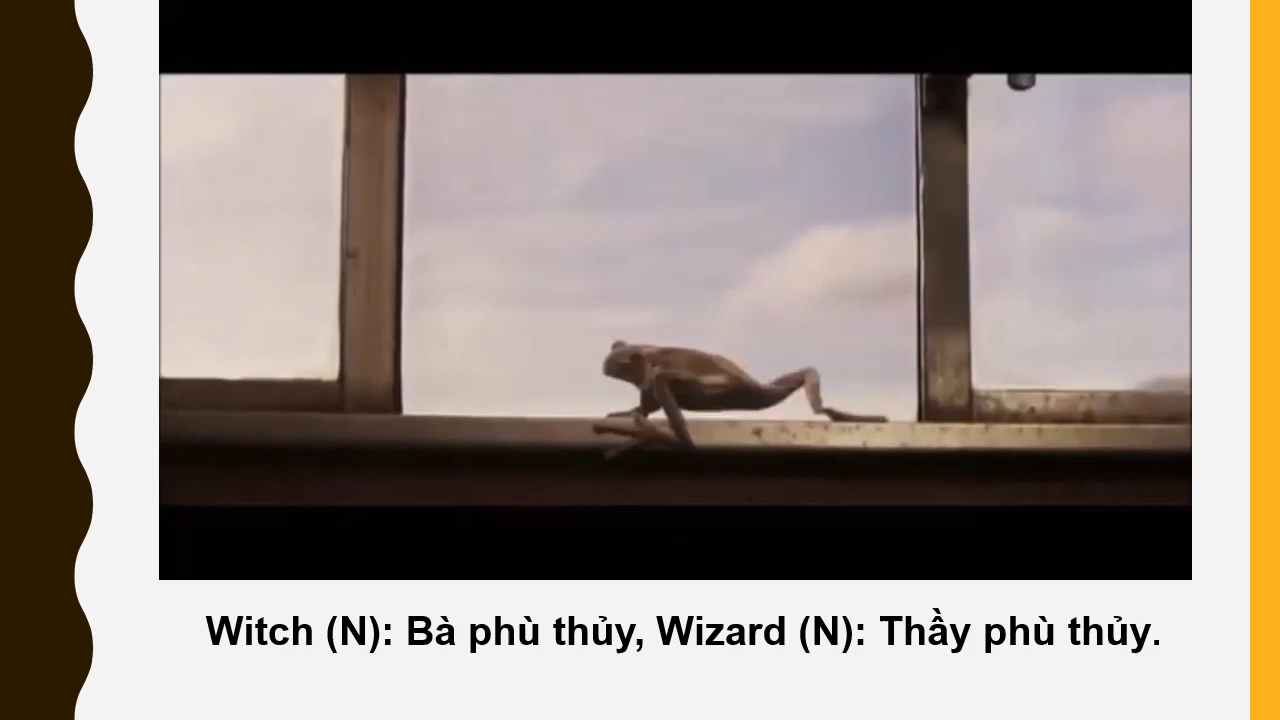 Witch (N): Bà phù thủy, Wizard (N): Thầy phù thủy.